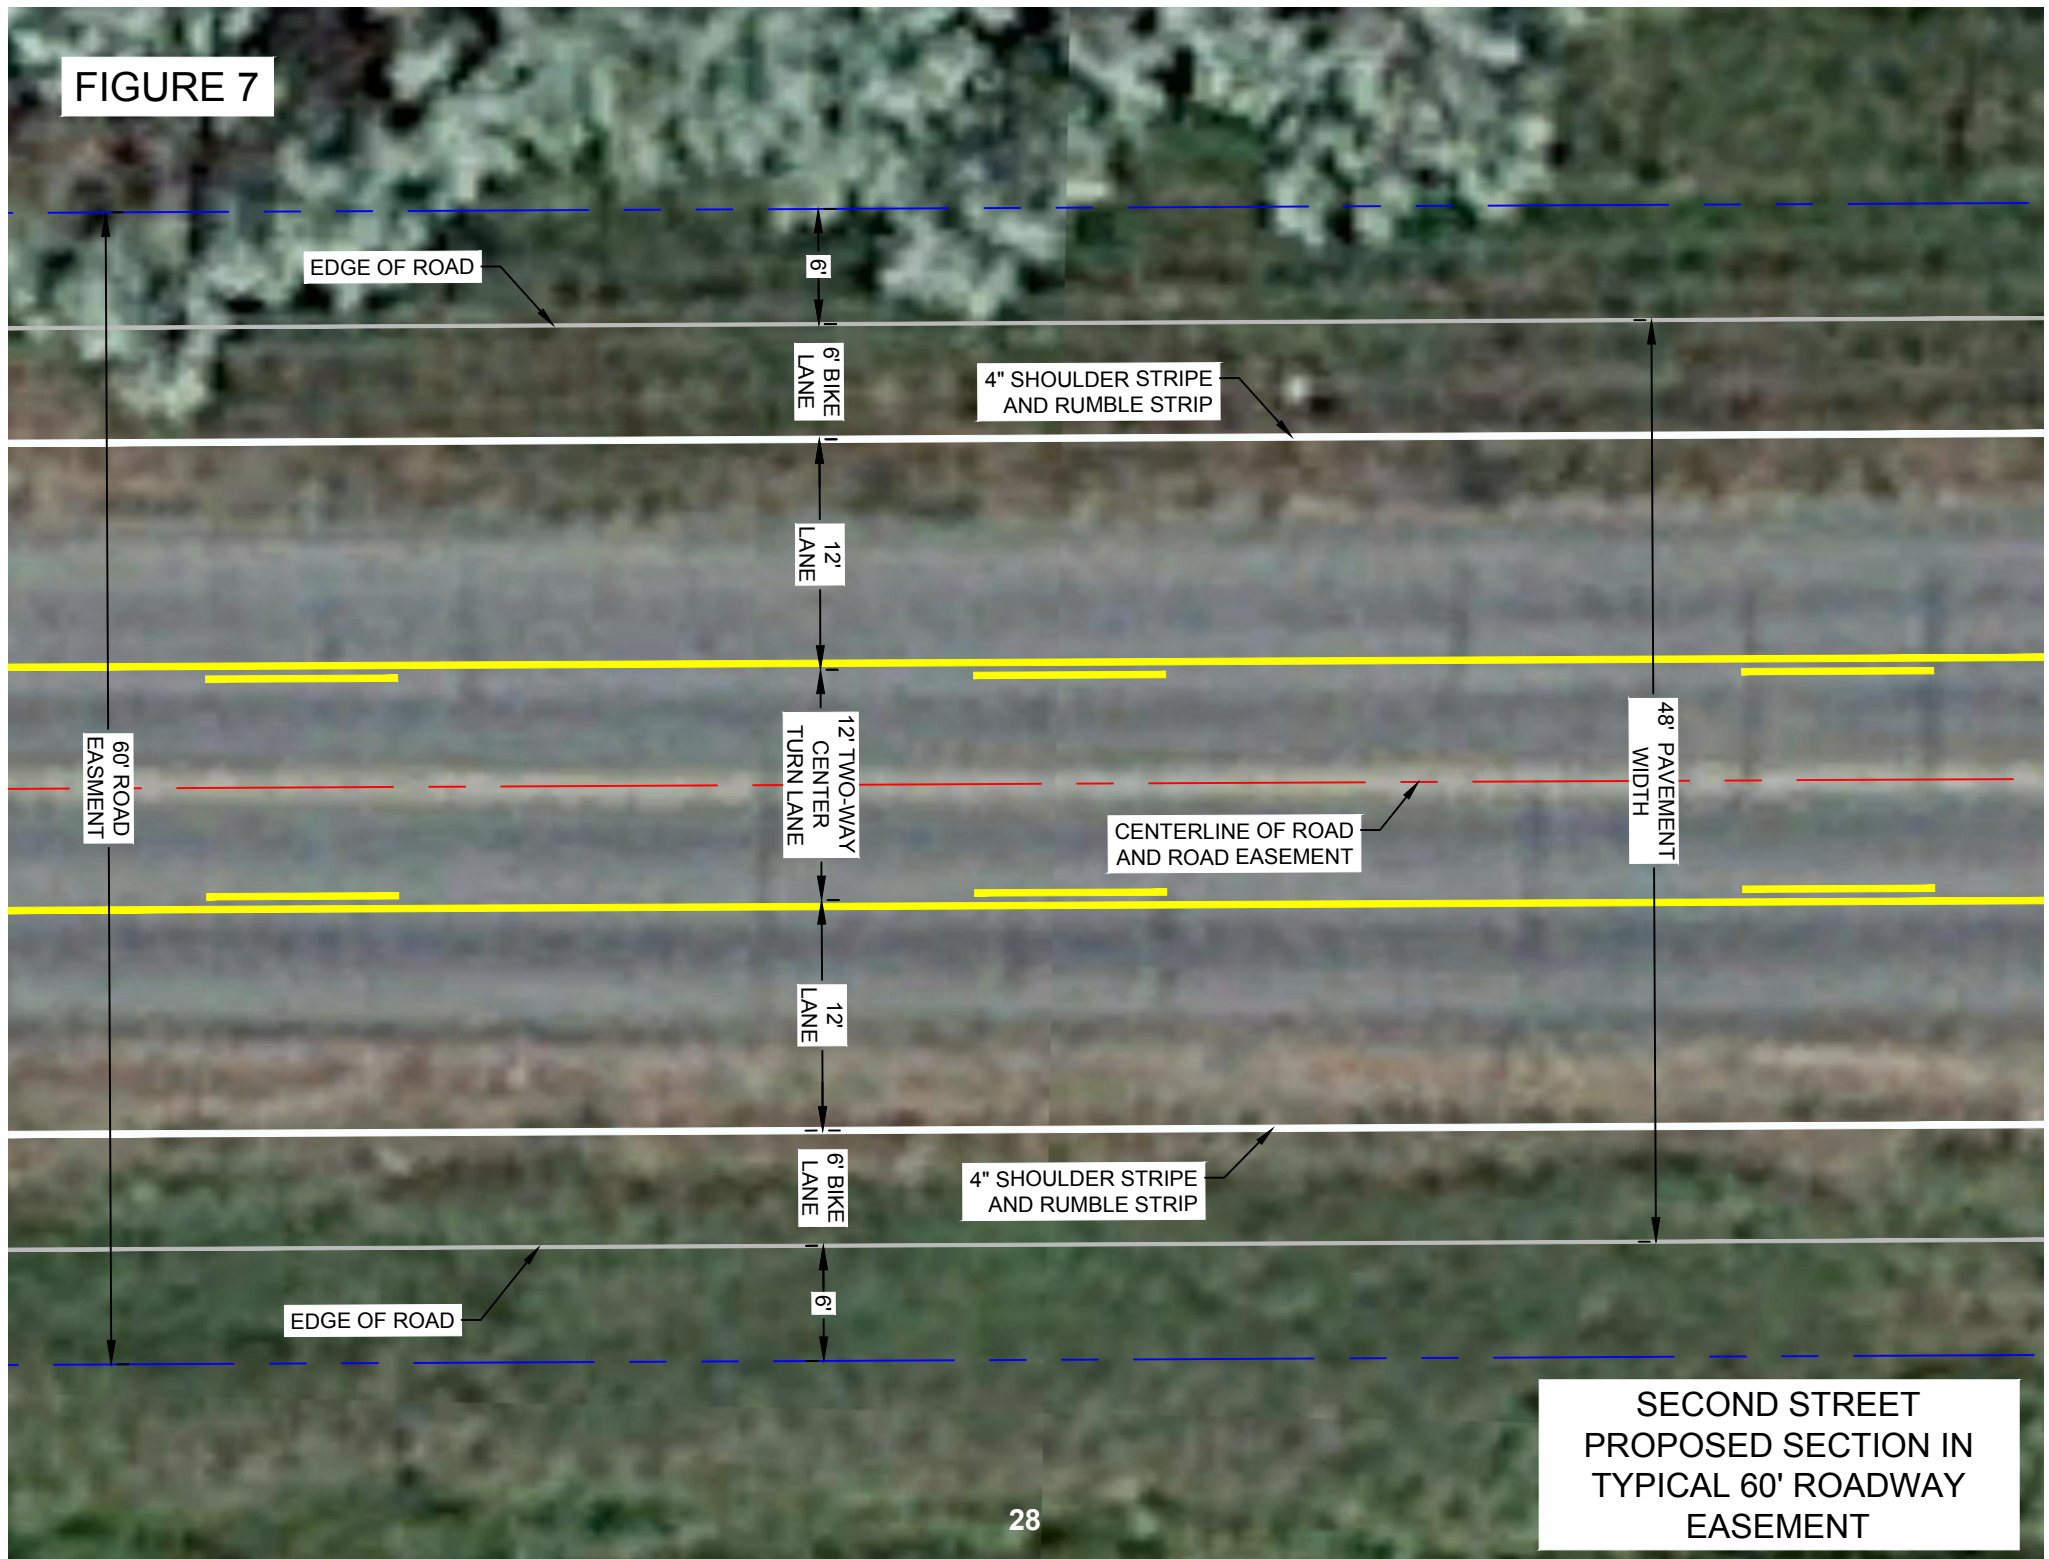 FIGURE 7
EDGE OF ROAD
6'
6' BIKE
LANE
4" SHOULDER STRIPE
AND RUMBLE STRIP
12'
LANE
60' ROAD
EASMENT
12' TWO-WAY
CENTER
TURN LANE
48' PAVEMENT
WIDTH
CENTERLINE OF ROAD
AND ROAD EASEMENT
12'
LANE
6' BIKE
LANE
4" SHOULDER STRIPE
AND RUMBLE STRIP
EDGE OF ROAD
6'
SECOND STREET
PROPOSED SECTION IN
TYPICAL 60' ROADWAY
EASEMENT
28